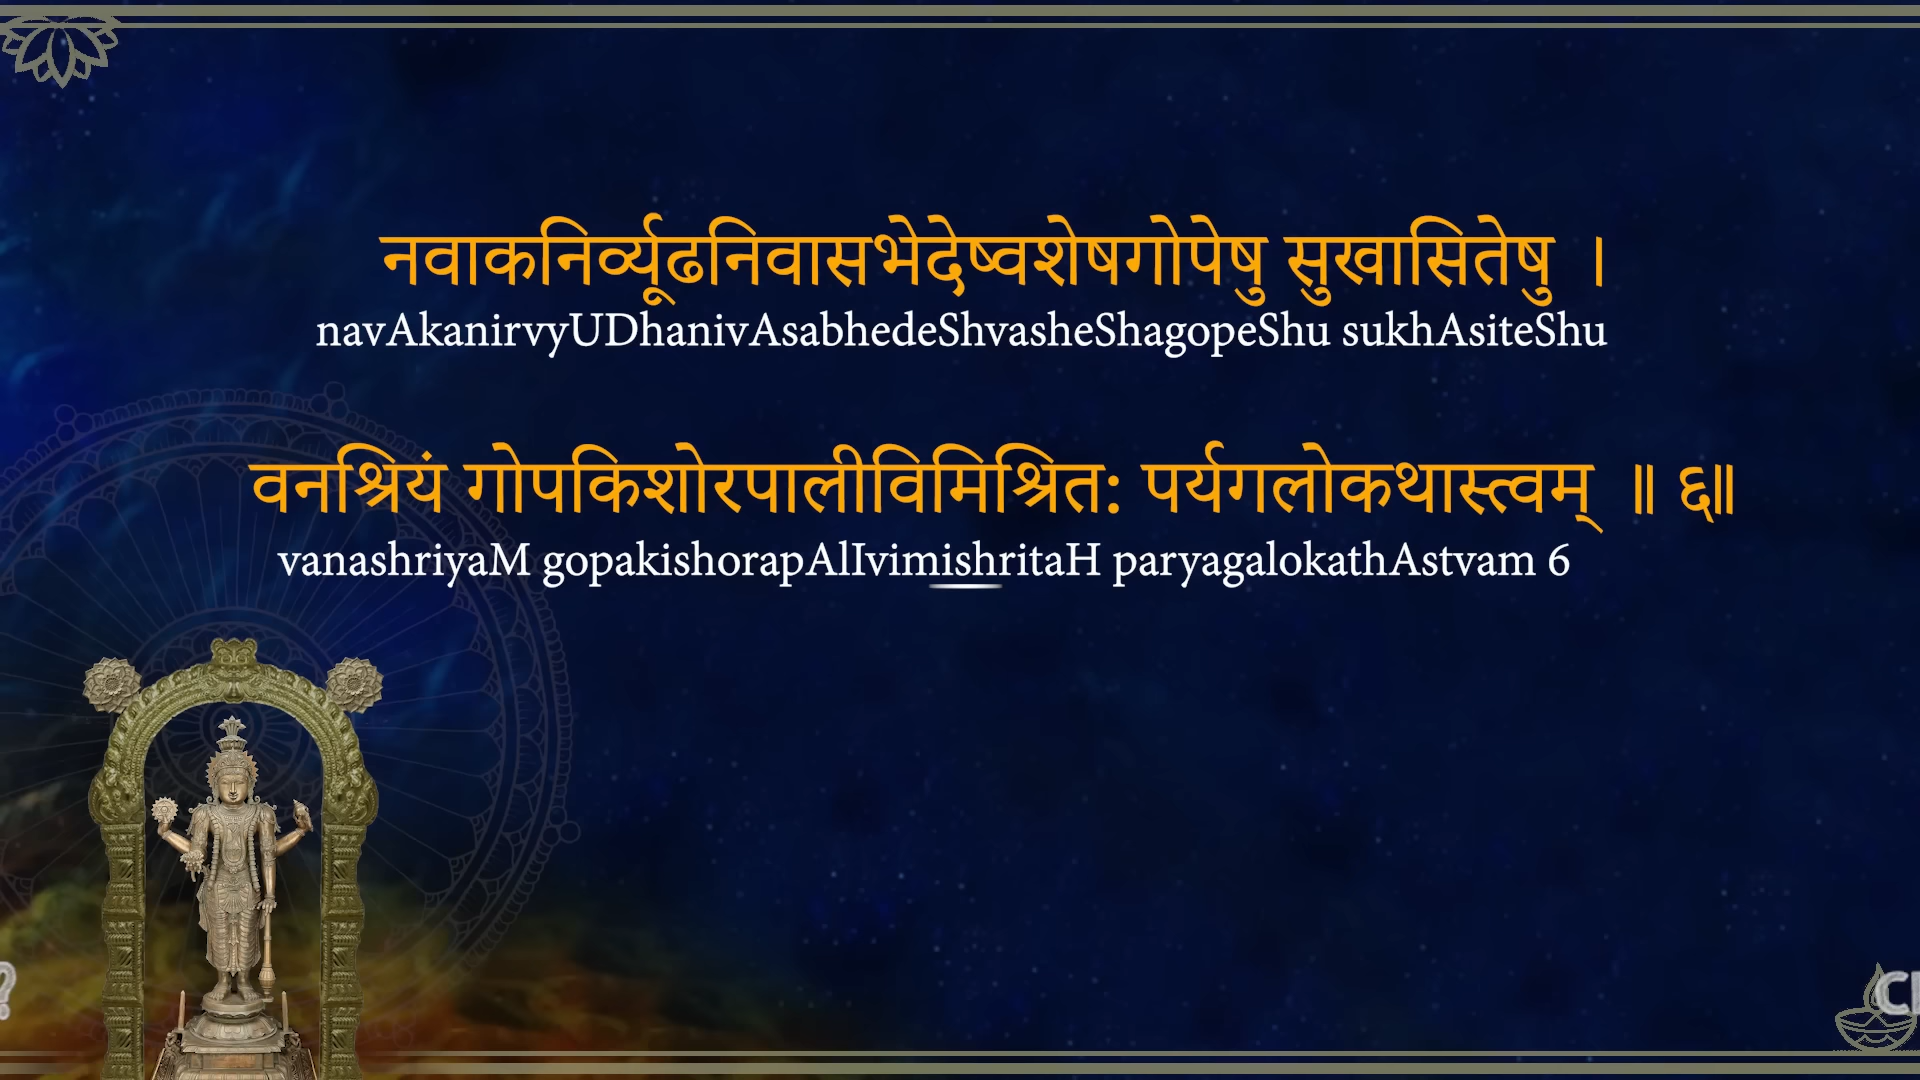 नवाकनिर्व्यूढनिवासभेदेष्वशेषगोपेषु सुखासितेषु ।
navAkanirvyUDhanivAsabhedeShvasheShagopeShu sukhAsiteShu
वनश्रियं गोपकिशोरपालीविमिश्रित: पर्यगलोकथास्त्वम् ॥ ६॥
vanashriyaM gopakishorapAlIvimishritaH paryagalokathAstvam 6